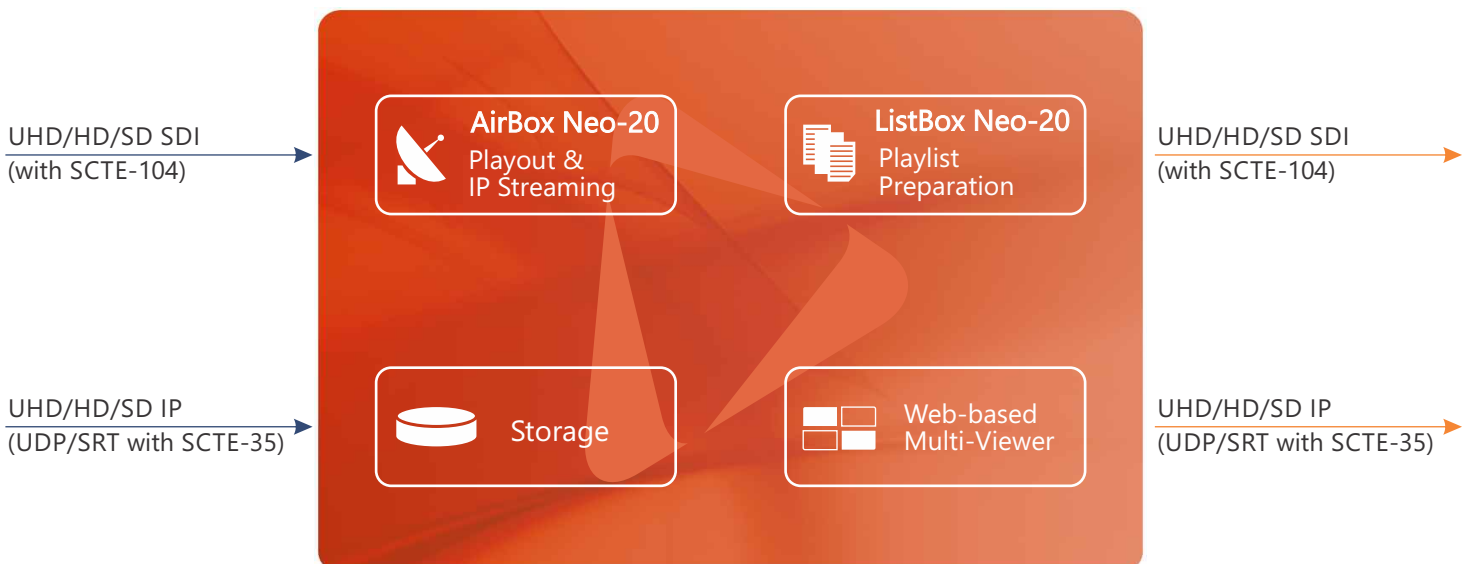 UHD/HD/SD SDI
(with SCTE-104)
AirBox Neo-20
Playout &
IP Streaming
ListBox Neo-20
Playlist
Preparation
UHD/HD/SD SDI
(with SCTE-104)
UHD/HD/SD IP
(UDP/SRT with SCTE-35)
Storage
Web-based
Multi-Viewer
UHD/HD/SD IP
(UDP/SRT with SCTE-35)